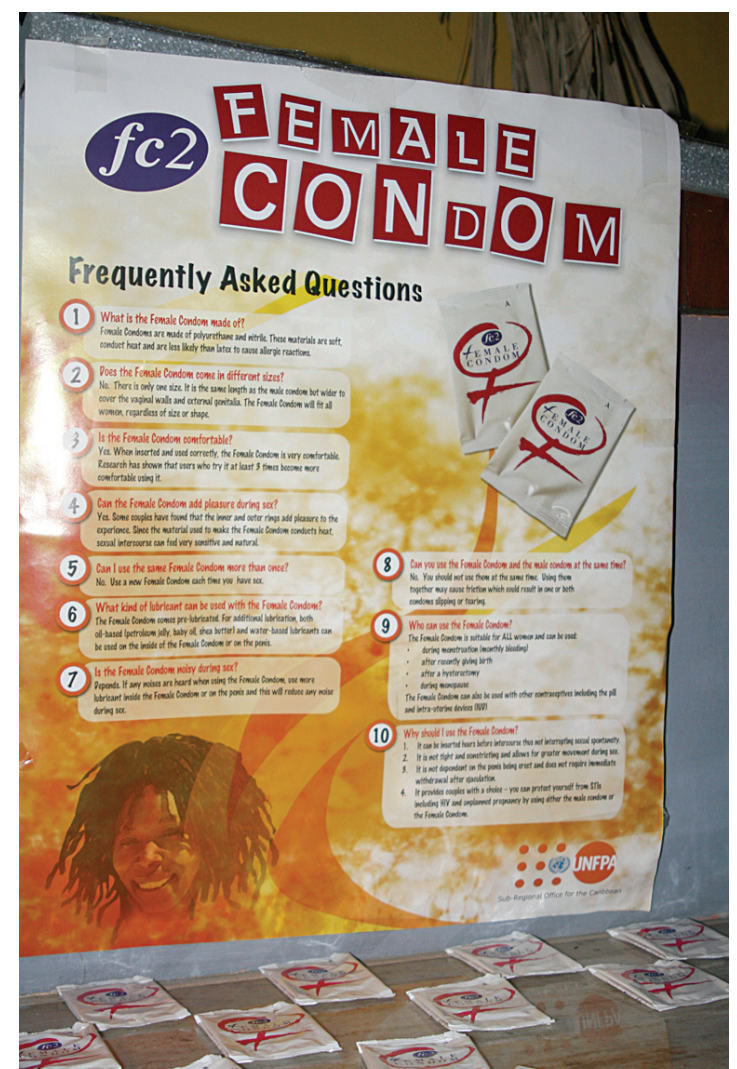 fc2
FEMALE
CONDOM
Frequently Asked Questions
1
What is the Female Condom made of?
Female Condoms are made of polyurethane and nitrile. These materials are soft,
conduct heat and are less likely than latex to cause allergic reactions.
2
Does the Female Condom come in different sizes?
No. There is only one size. It is the same length as the male condom but wider to
cover the vaginal walls and external genitalia. The Female Condom will fit all
women, regardless of size or shape.
3
Is the Female Condom comfortable?
Yes. When inserted and used correctly, the Female Condom is very comfortable.
Research has shown that users who try it at least 3 times become more
comfortable using it.
4
Can the Female Condom add pleasure during sex?
Yes. Some couples have found that the inner and outer rings add pleasure to the
experience. Since the material used to make the Female Condom conducts heat,
sexual intercourse can feel very sensitive and natural.
5
Can I use the same Female Condom more than once?
No. Use a new Female Condom each time you have sex.
6
What kind of lubricant can be used with the Female Condom?
The Female Condom comes pre-lubricated. For additional lubrication, both
oil-based (petroleum jelly, baby oil, shea butter) and water-based lubricants can
be used on the inside of the Female Condom or on the penis.
7
Is the Female Condom noisy during sex?
Depends. If any noises are heard when using the Female Condom, use more
lubricant inside the Female Condom or on the penis and this will reduce any noise
during sex.
A
fc2
FEMALE
CONDOM
A
fc2
FEMALE
CONDOM
8
Can you use the Female Condom and the male condom at the same time?
No. You should not use them at the same time. Using them
together may cause friction which could result in one or both
condoms slipping or tearing.
9
Who can use the Female Condom?
The Female Condom is suitable for ALL women and can be used:
• during menstruation (monthly bleeding)
• after recently giving birth
• after a hysterectomy
• during menopause
The Female Condom can also be used with other contraceptives including the pill
and intra-uterine devices (IUD)
10
Why should I use the Female Condom?
1. It can be inserted hours before intercourse thus not interrupting sexual spontaneity.
2. It is not tight and constricting and allows for greater movement during sex.
3. It is not dependent on the penis being erect and does not require immediate
withdrawal after ejaculation.
4. It provides couples with a choice – you can protect yourself from STIs
including HIV and unplanned pregnancy by using either the male condom or
the Female Condom.
UNFPA
Sub-Regional Office for the Caribbean
fc2
FEMALE
CONDOM
fc2
FEMALE
CONDOM
fc2
FEMALE
CONDOM